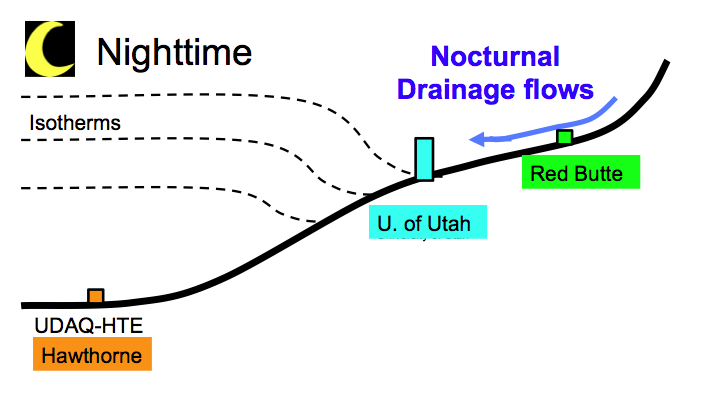 Nighttime
Nocturnal
Drainage flows
Isotherms
Red Butte
U. of Utah
UDAQ-HTE
Hawthorne